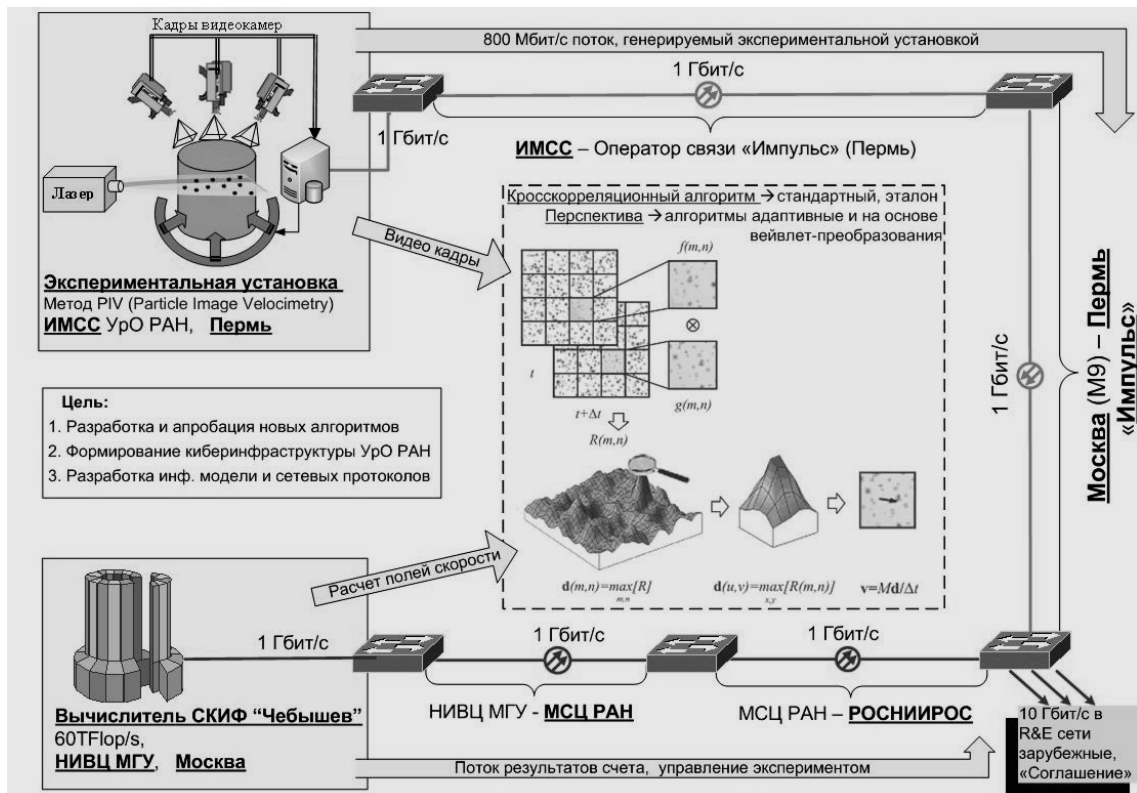 Кадры видеокамер
800 Мбит/с поток, генерируемый экспериментальной установкой
1 Гбит/с
1 Гбит/с
ИМСС – Оператор связи «Импульс» (Пермь)
Лазер
Экспериментальная установка
Метод PIV (Particle Image Velocimetry)
ИМСС УрО РАН, Пермь
Видео кадры
Кросскорреляционный алгоритм → стандартный, эталон
Перспектива → алгоритмы адаптивные и на основе
вейвлет-преобразования
f(m,n)
⊗
t
g(m,n)
t+Δt
R(m,n)
d(m,n)=max[R]
m,n
d(u,v)=max[R(m,n)]
x,y
v=Md/Δt
1 Гбит/с
Москва (М9) – Пермь
«Импульс»
Цель:
1. Разработка и апробация новых алгоритмов
2. Формирование киберинфраструктуры УрО РАН
3. Разработка инф. модели и сетевых протоколов
Расчет полей скорости
1 Гбит/с
1 Гбит/с
1 Гбит/с
НИВЦ МГУ - МСЦ РАН
МСЦ РАН – РОСНИИРОС
Вычислитель СКИФ “Чебышев”
60TFlop/s,
НИВЦ МГУ, Москва
Поток результатов счета, управление экспериментом
10 Гбит/с в
R&E сети
зарубежные,
«Соглашение»